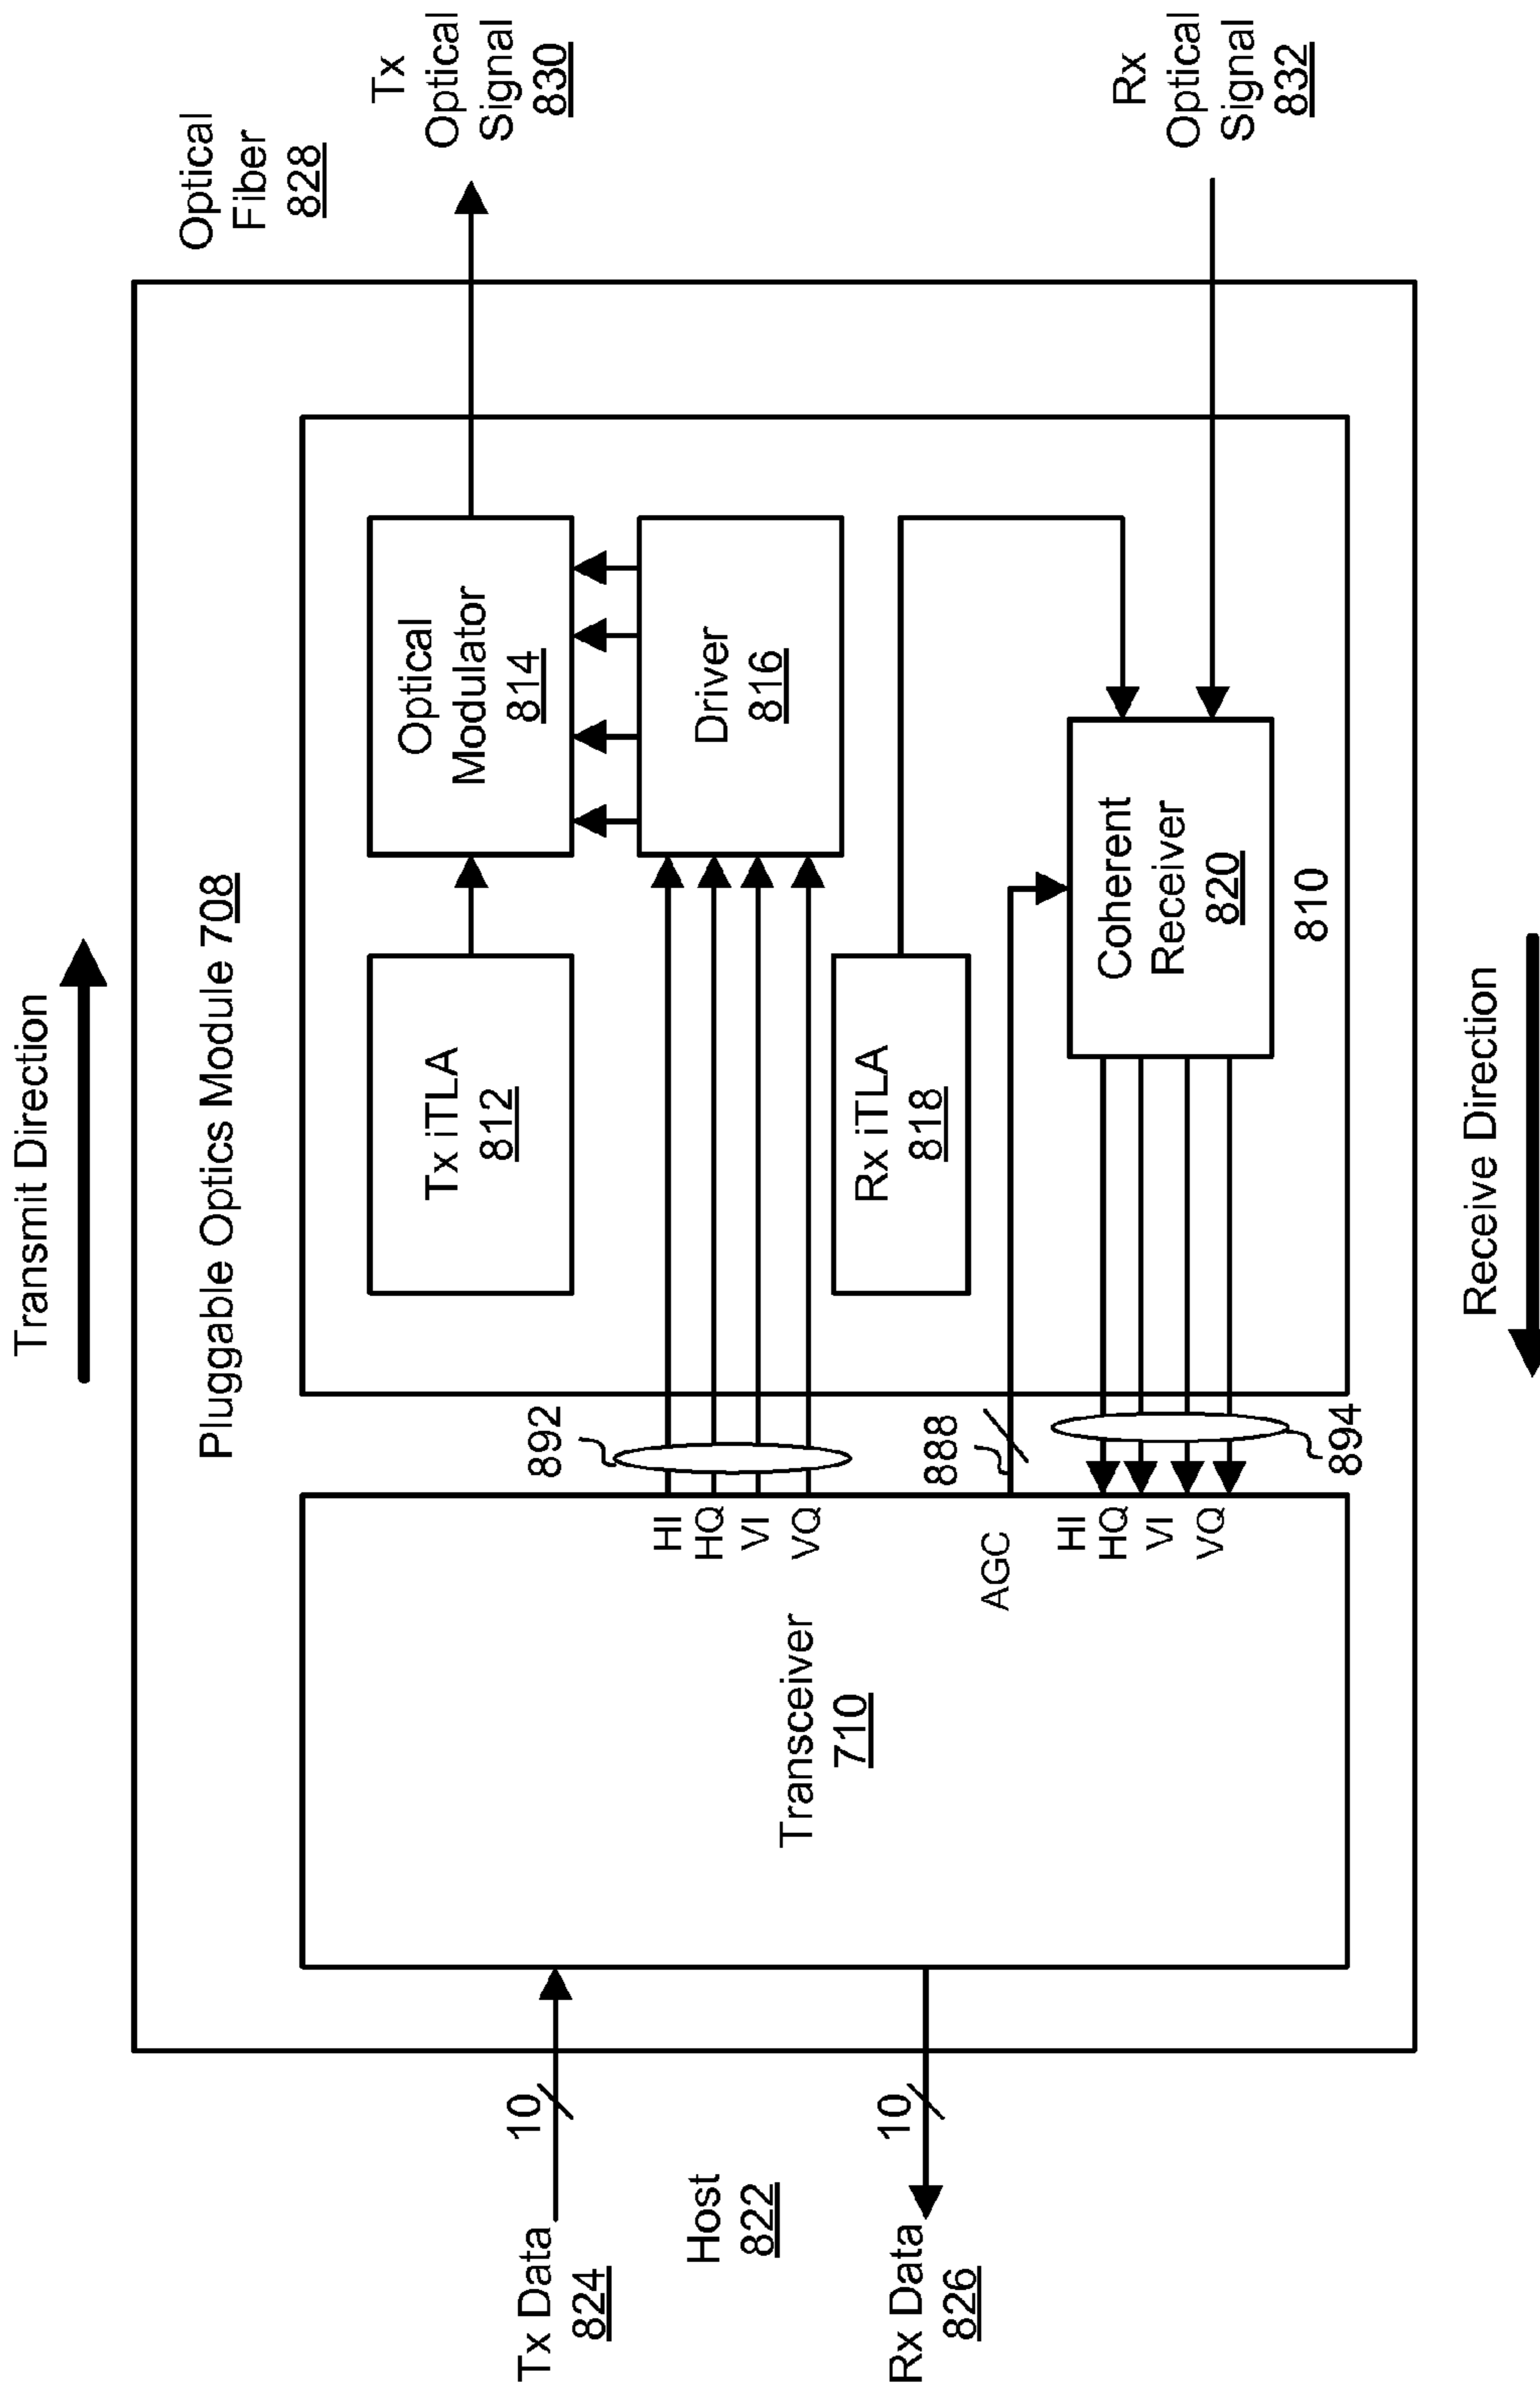 Transmit Direction
Pluggable Optics Module 708
Optical
Fiber
828
Tx Data
824
10
Host
822
Rx Data
826
10
Transceiver
710
HI
HQ
VI
VQ
AGC
HI
HQ
VI
VQ
892
888
894
Tx iTLA
812
Optical
Modulator
814
Driver
816
Rx iTLA
818
Coherent
Receiver
820
810
Tx
Optical
Signal
830
Rx
Optical
Signal
832
Receive Direction